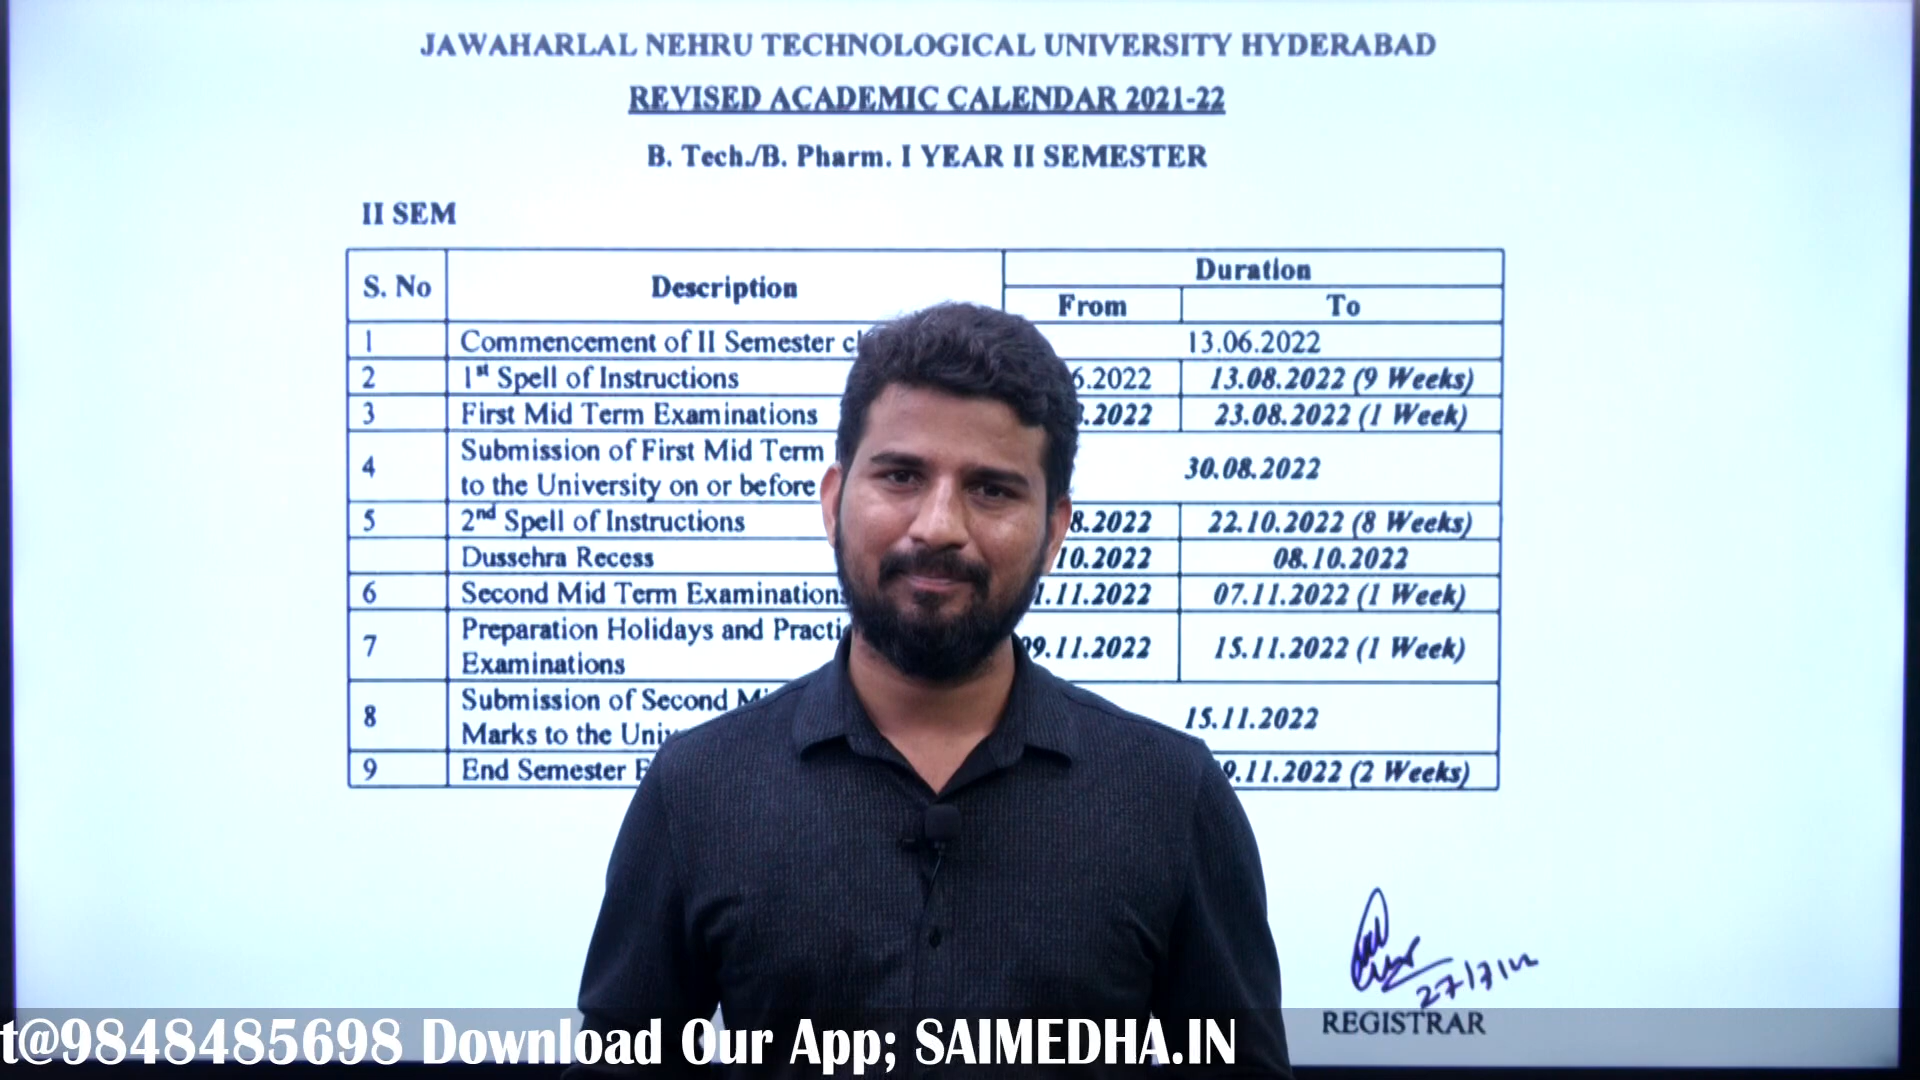 JAWAHARLAL NEHRU TECHNOLOGICAL UNIVERSITY HYDERABAD
REVISED ACADEMIC CALENDAR 2021-22
B. Tech./B. Pharm. I YEAR II SEMESTER
II SEM
S. No Description Duration
From To
1 Commencement of II Semester 13.06.2022
2 1st Spell of Instructions 6.2022 13.08.2022 (9 Weeks)
3 First Mid Term Examinations .2022 23.08.2022 (1 Week)
4 Submission of First Mid Term
to the University on or before 30.08.2022
5 2nd Spell of Instructions 8.2022 22.10.2022 (8 Weeks)
Dussehra Recess 10.2022 08.10.2022
6 Second Mid Term Examinations .11.2022 07.11.2022 (1 Week)
7 Preparation Holidays and Practi
Examinations 09.11.2022 15.11.2022 (1 Week)
8 Submission of Second
Marks to the Univ 15.11.2022
9 End Semester E 9.11.2022 (2 Weeks)
27/7/22
REGISTRAR
t@9848485698 Download Our App; SAIMEDHA.IN